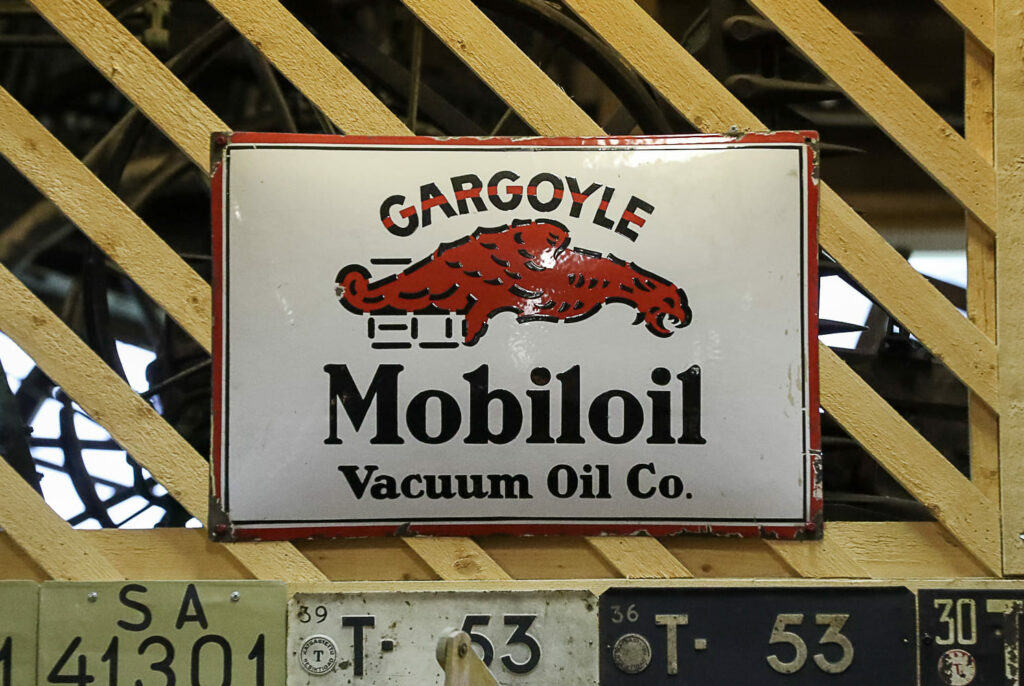 GARGOYLE
Mobiloil
Vacuum Oil Co.
SA
41301
39
T· 53
T
36
T· 53
30
T